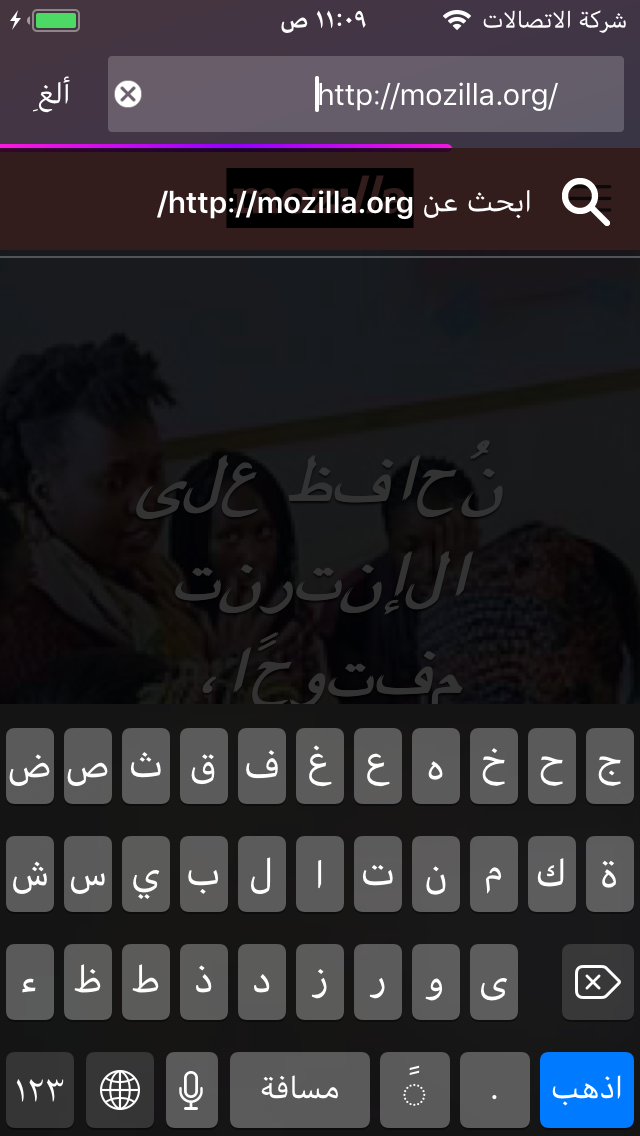 شركة الاتصالات ١١:٠٩ ص
http://mozilla.org/ ألغِ
ابحث عن http://mozilla.org/
mozilla
نُحافظ على
الإنترنت
مفتوحًا،
ض ص ث ق ف غ ع ه خ ح ج
ش س ي ب ل ا ت ن م ك ة
ء ظ ط ذ د ز ر و ى
١٢٣ مسافة ً . اذهب